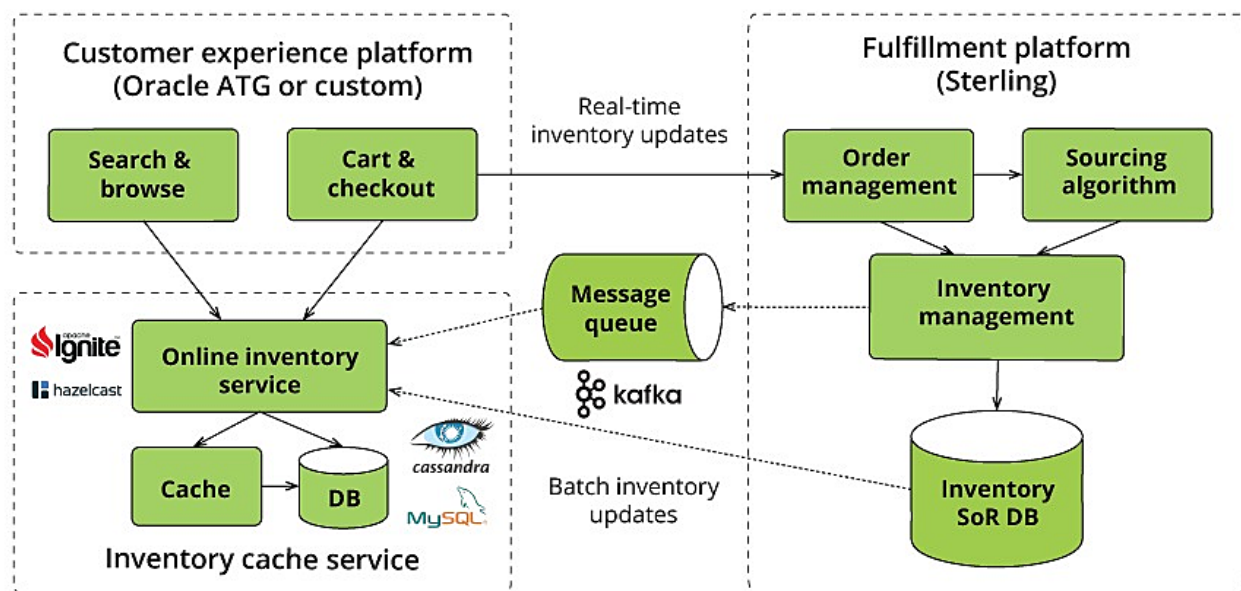 Customer experience platform
(Oracle ATG or custom)
Search &
browse
Cart &
checkout
Real-time
inventory updates
Fulfillment platform
(Sterling)
Order
management
Sourcing
algorithm
Inventory
management
Message
queue
kafka
apache
Ignite
hazelcast
Online inventory
service
Cache
DB
cassandra
MySQL
Inventory cache service
Batch inventory
updates
Inventory
SoR DB